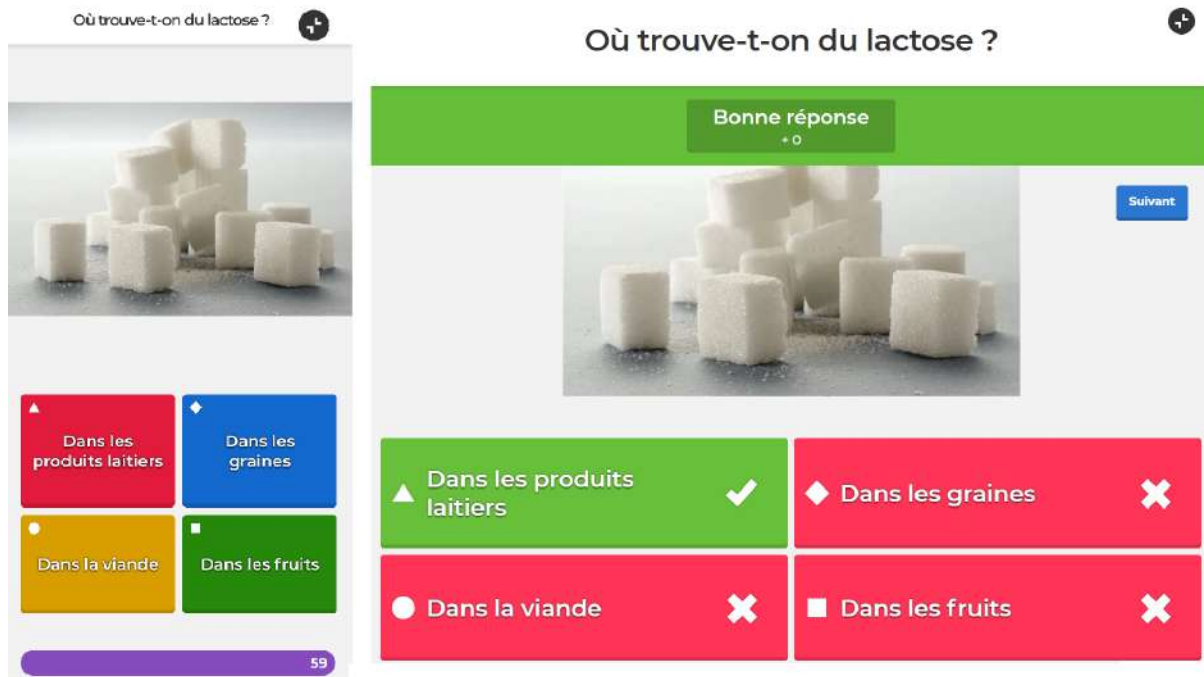 Où trouve-t-on du lactose ?
Dans les
produits laitiers
Dans les
graines
Dans la viande
Dans les fruits
59
Où trouve-t-on du lactose ?
Bonne réponse
+ 0
Suivant
Dans les produits
laitiers
Dans les graines
Dans la viande
Dans les fruits